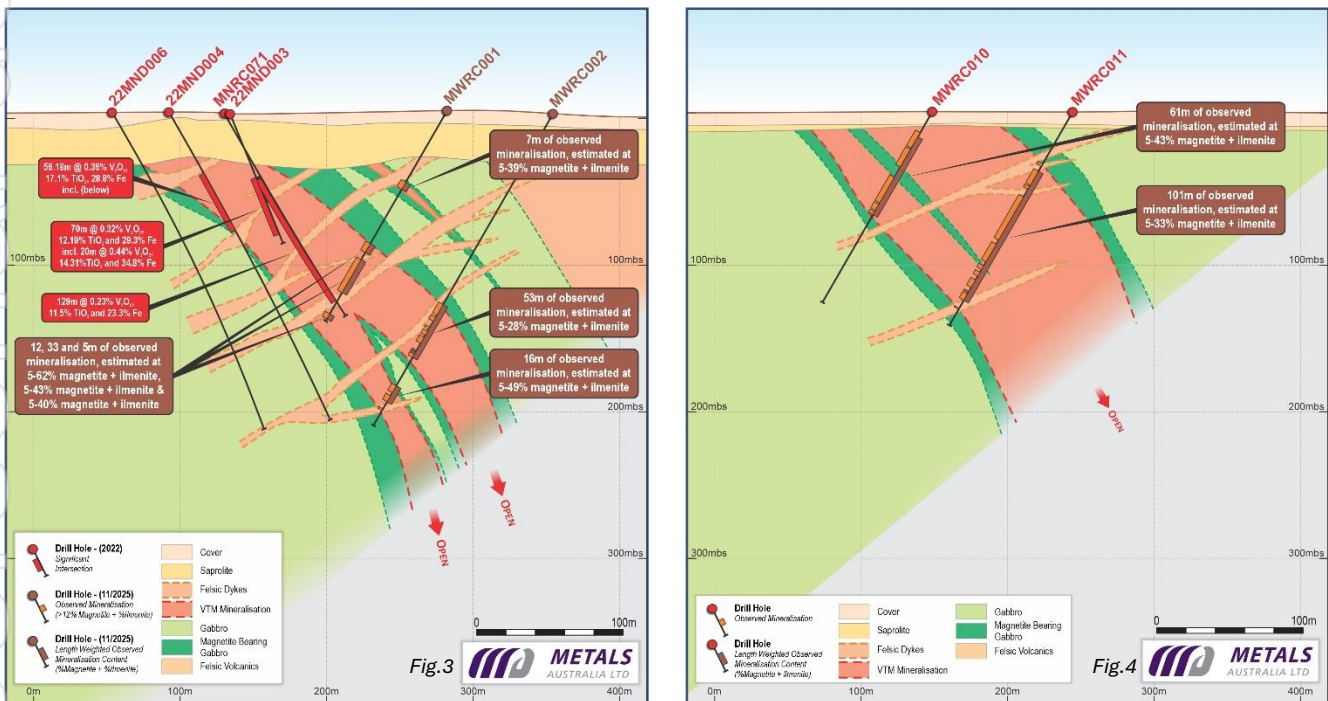 22MND006
22MND004
MNRC071
22MND003
MWRC001
MWRC002
7m of observed
mineralisation, estimated at
5-39% magnetite + ilmenite
56.18m @ 0.36% V₂O₅,
17.1% TiO₂, 28.8% Fe
incl. (below)
70m @ 0.32% V₂O₅,
12.19% TiO₂ and 29.3% Fe
incl. 20m @ 0.44% V₂O₅,
14.31%TiO₂ and 34.8% Fe
129m @ 0.23% V₂O₅,
11.5% TiO₂ and 23.3% Fe
12, 33 and 5m of observed
mineralisation, estimated at
5-62% magnetite + ilmenite,
5-43% magnetite + ilmenite &
5-40% magnetite + ilmenite
53m of observed
mineralisation, estimated at
5-28% magnetite + ilmenite
16m of observed
mineralisation, estimated at
5-49% magnetite + ilmenite
100mbs
100mbs
200mbs
200mbs
300mbs
OPEN
OPEN
Drill Hole - (2022)
Significant
Intersection
Drill Hole - (11/2025)
Observed Mineralisation
(>12% Magnetite + %Ilmenite)
Drill Hole - (11/2025)
Length Weighted Observed
Mineralisation Content
(%Magnetite + %Ilmenite)
Cover
Saprolite
Felsic Dykes
VTM Mineralisation
Gabbro
Magnetite Bearing
Gabbro
Felsic Volcanics
0 100m
Fig.3
METALS
AUSTRALIA LTD
0m 100m 200m 300m 400m
MWRC010
MWRC011
61m of observed
mineralisation, estimated at
5-43% magnetite + ilmenite
101m of observed
mineralisation, estimated at
5-33% magnetite + ilmenite
100mbs
100mbs
200mbs
200mbs
300mbs
300mbs
OPEN
Drill Hole
Observed Mineralisation
Drill Hole
Length Weighted Observed
Mineralisation Content
(%Magnetite + Ilmenite)
Cover
Saprolite
Felsic Dykes
VTM Mineralisation
Gabbro
Magnetite Bearing
Gabbro
Felsic Volcanics
0 100m
Fig.4
METALS
AUSTRALIA LTD
0m 100m 200m 300m 400m